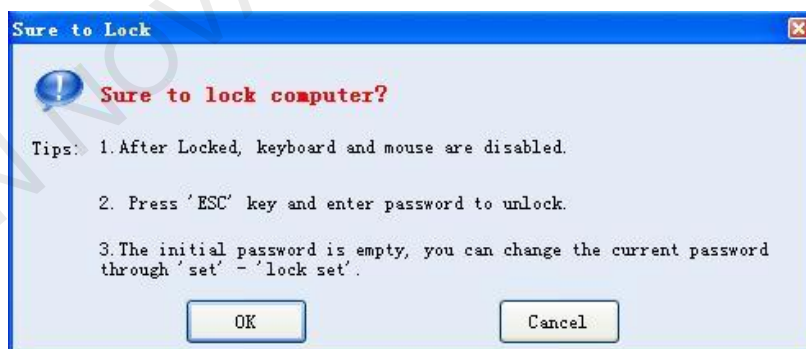 Sure to Lock
Sure to lock computer?
Tips: 1.After Locked, keyboard and mouse are disabled.
2. Press 'ESC' key and enter password to unlock.
3.The initial password is empty, you can change the current password
through 'set' - 'lock set'.
OK Cancel